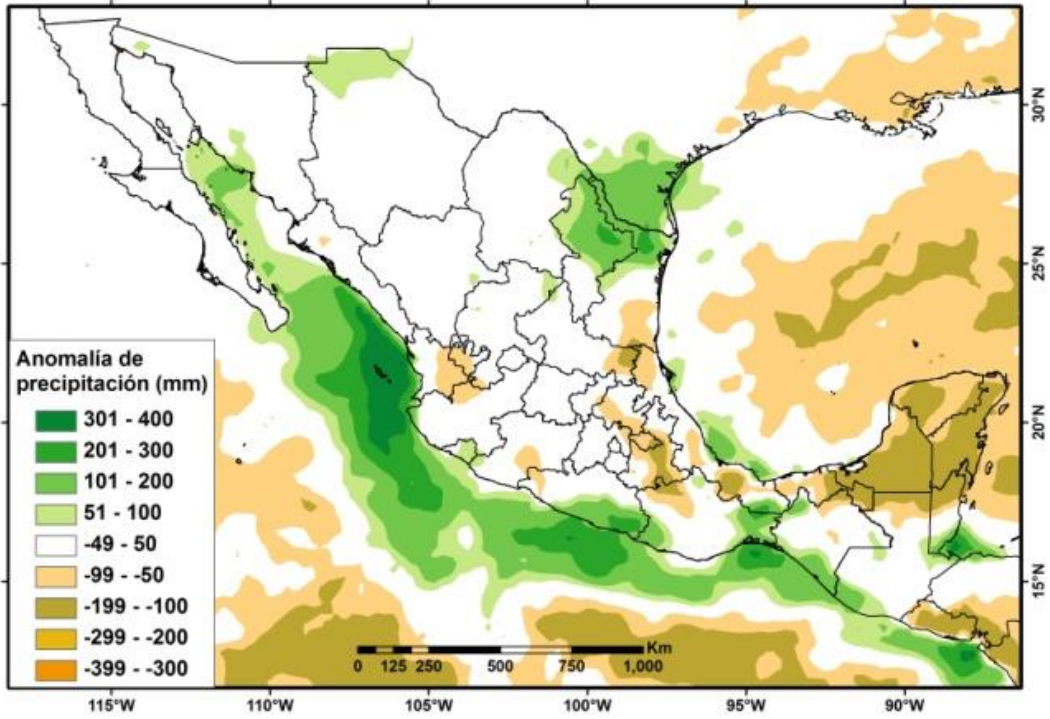 30°N
25°N
20°N
15°N
Anomalía de
precipitación (mm)
301 - 400
201 - 300
101 - 200
51 - 100
-49 - 50
-99 - -50
-199 - -100
-299 - -200
-399 - -300
Km
0 125 250 500 750 1,000
115°W 110°W 105°W 100°W 95°W 90°W